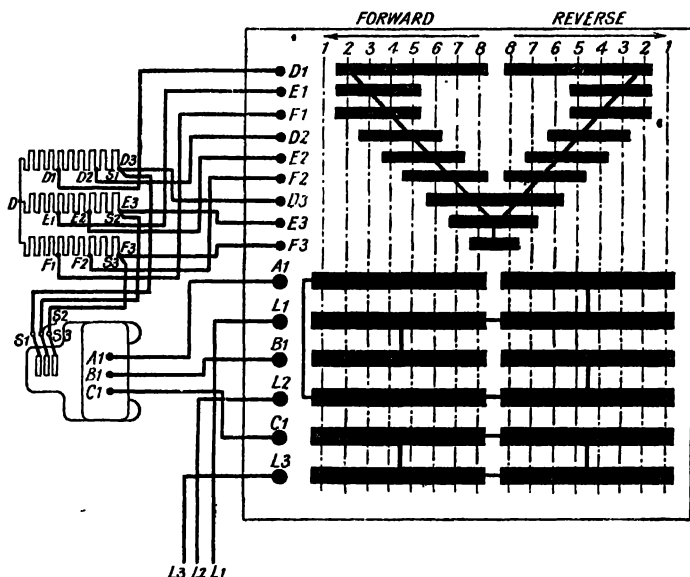 FORWARD REVERSE
1 2 3 4 5 6 7 8 8 7 6 5 4 3 2 1
D1
E1
F1
D2
E2
F2
D3
E3
F3
A1
L1
B1
L2
C1
L3
D3
D1 D2 S1
D
E3
E1 E2 S2
F3
F1 F2 S3
S2
S1 S3
A1
B1
C1
L3 L2 L1